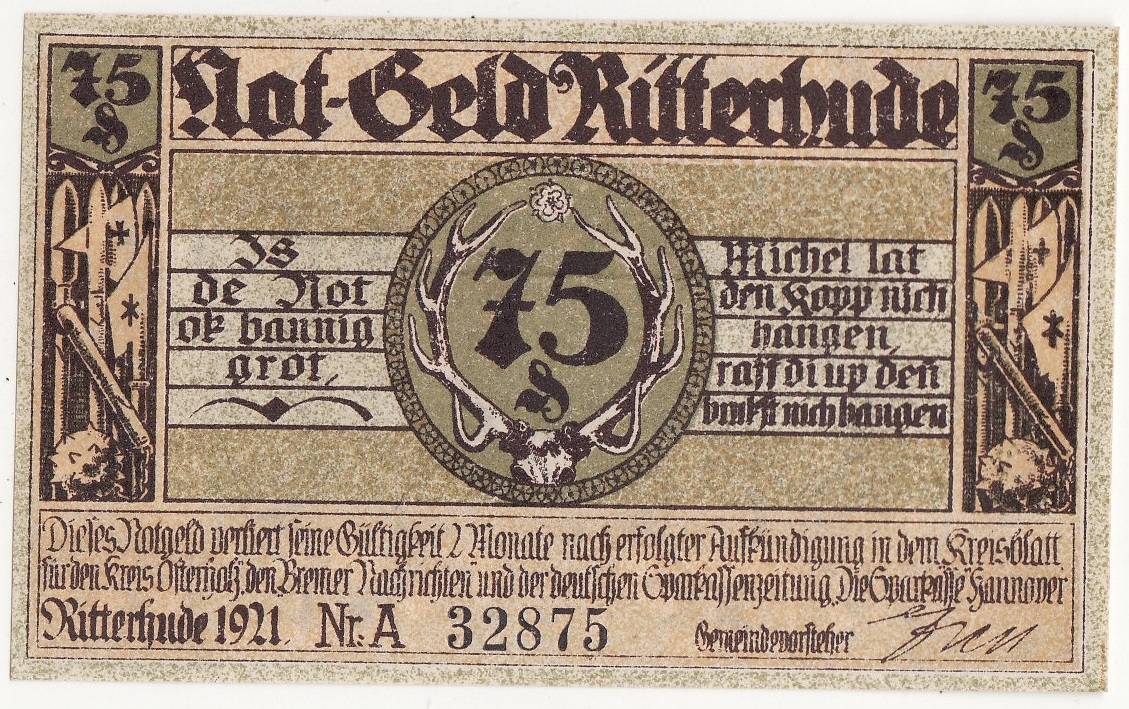 75 ₰
Not-Geld Ritterhude
75 ₰
Is
de Not
ok bannig
grot,
75
₰
Michel lat
den Kopp nich
hangen,
raff di up den
brukst nich bangen
Dieses Notgeld verliert seine Gültigkeit 2 Monate nach erfolgter Aufkündigung in dem Kreisblatt
für den Kreis Osterholz, den Bremer Nachrichten und der deutschen Sparkassenzeitung, Die Sparkasse Hannover
Ritterhude 1921. Nr. A 32875 Gemeindevorsteher